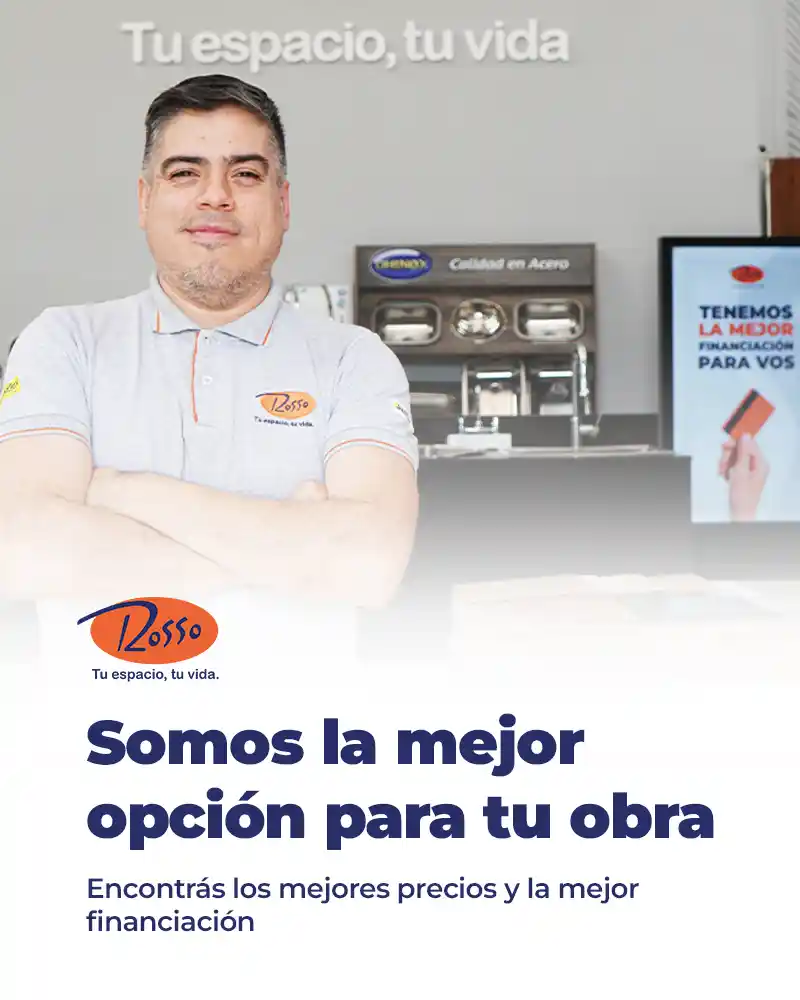 Tu espacio, tu vida
Calidad en Acero
TENEMOS
LA MEJOR
FINANCIACIÓN
PARA VOS
Rosso
Tu espacio, tu vida.
Rosso
Tu espacio, tu vida.
Somos la mejor
opción para tu obra
Encontrás los mejores precios y la mejor
financiación